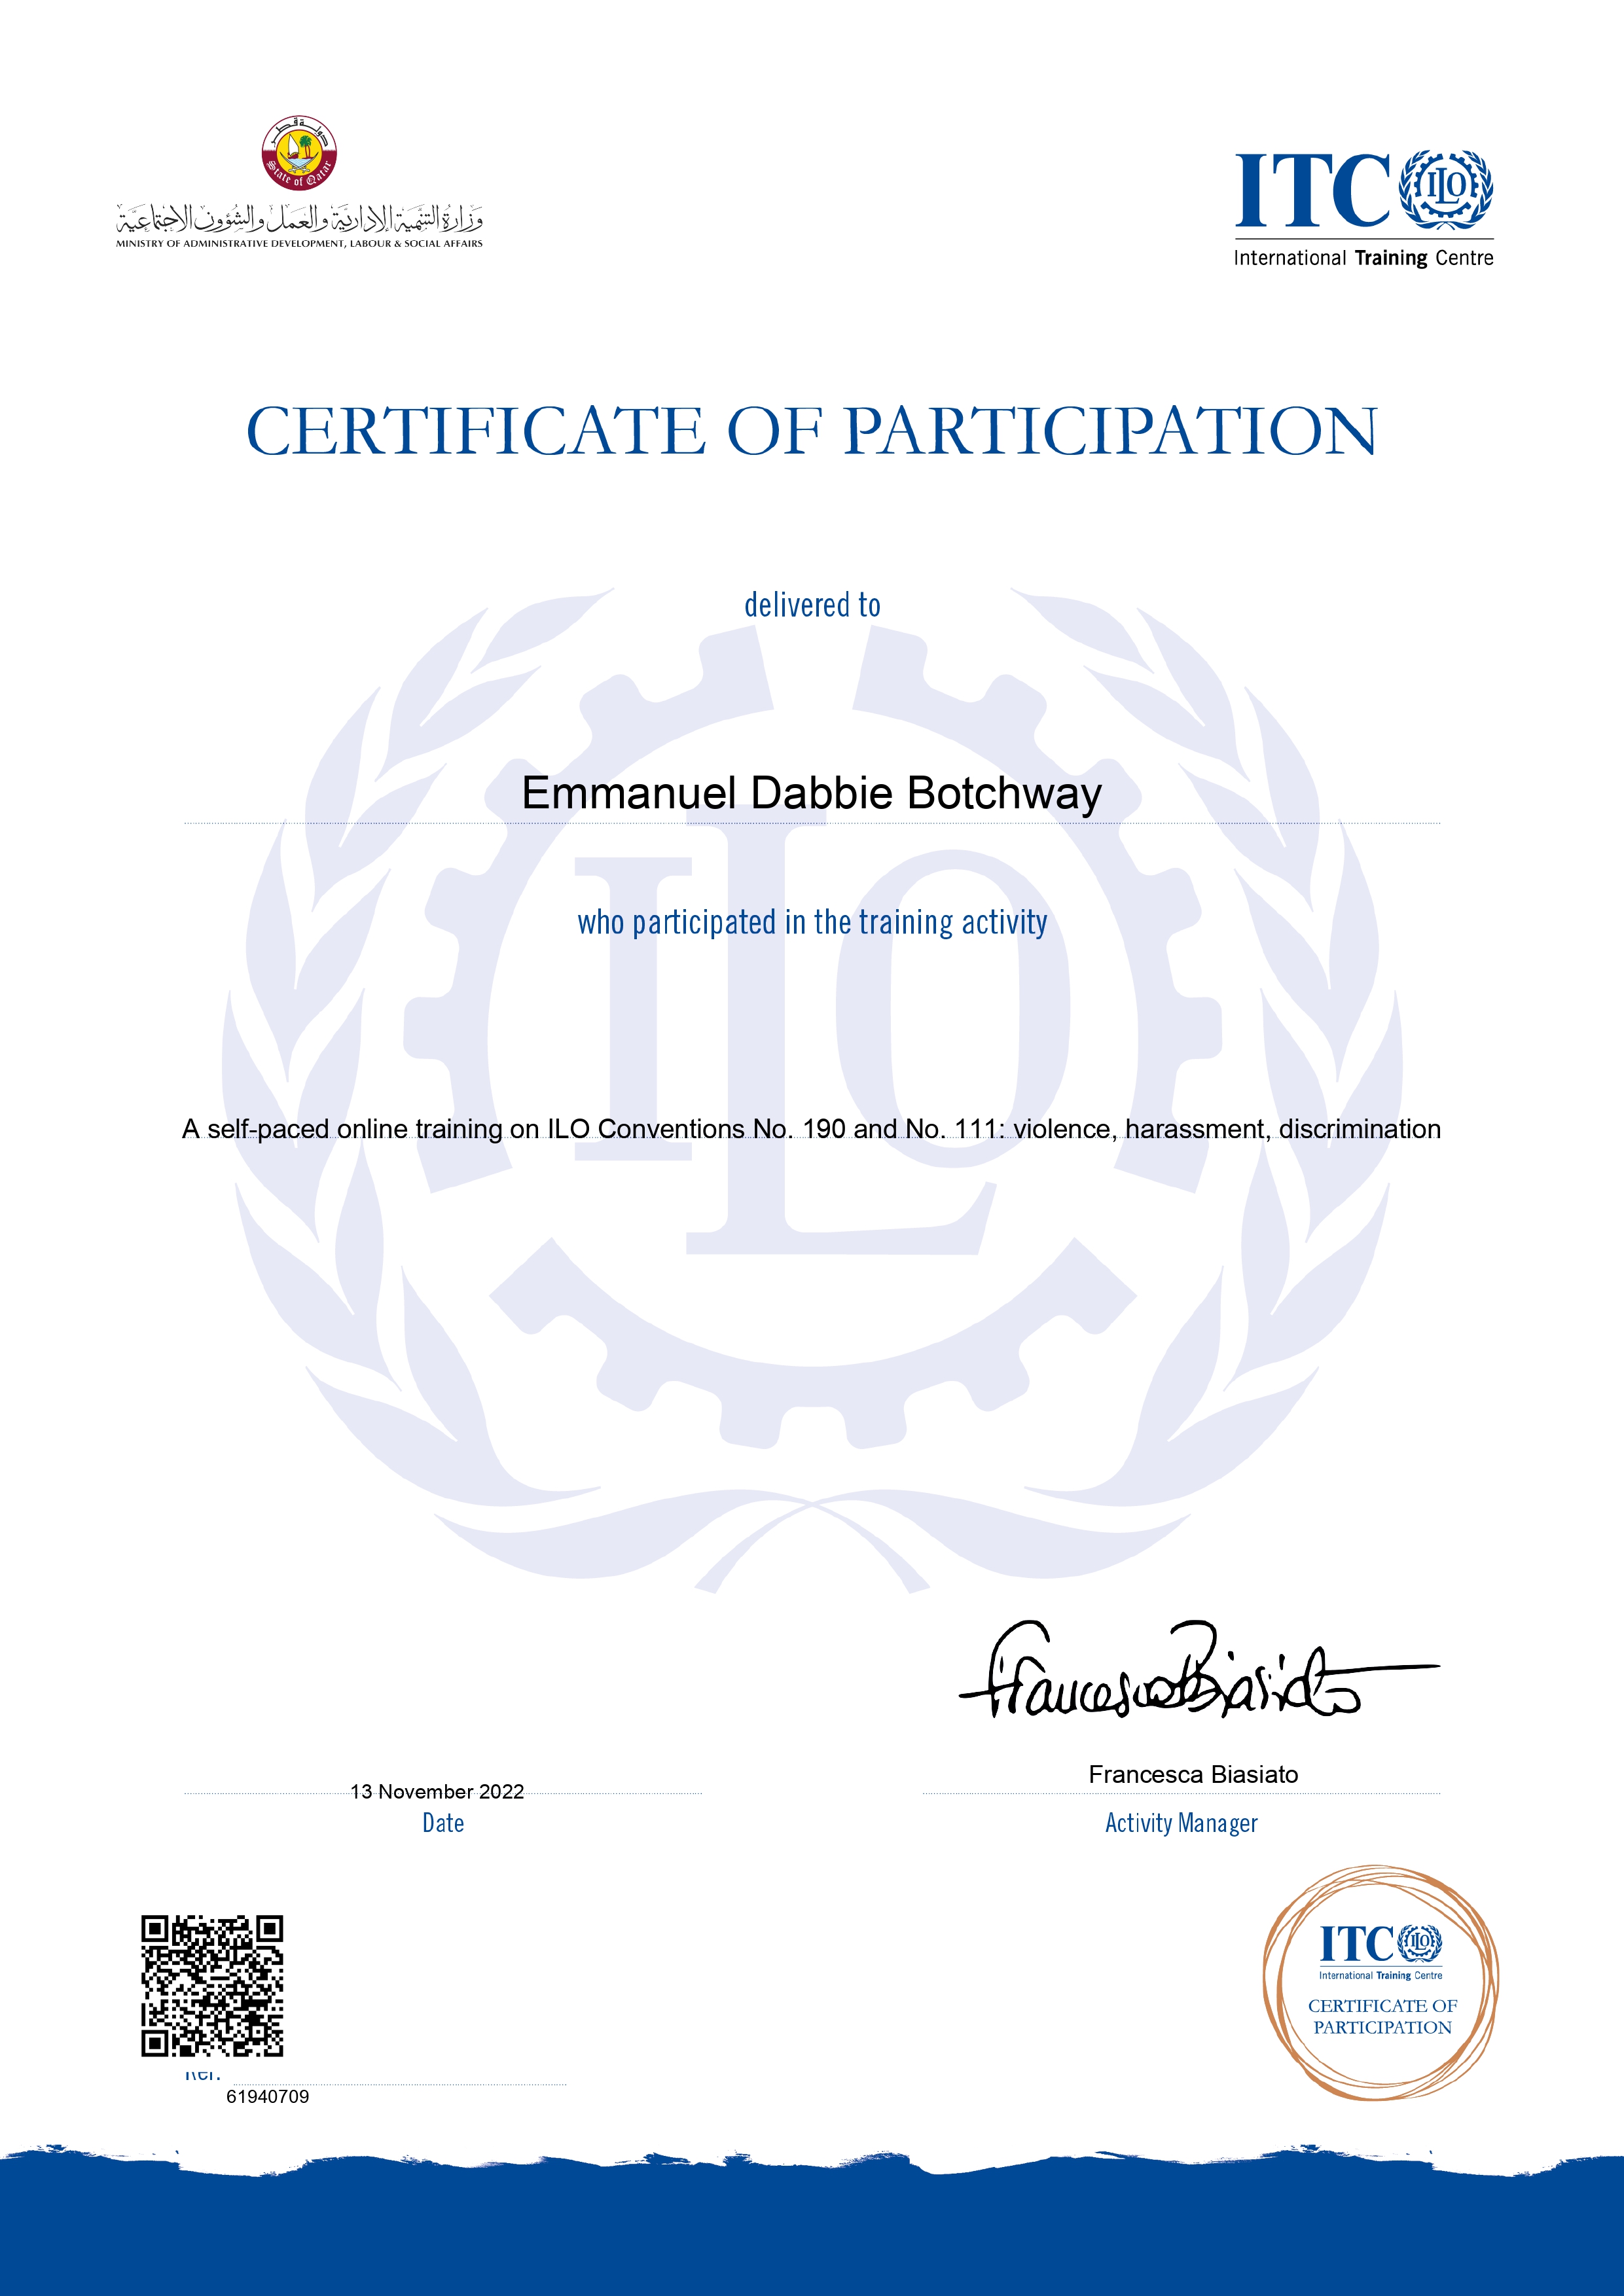 دولة قطر
State of Qatar
وزارة التنمية الإدارية والعمل والشؤون الاجتماعية
MINISTRY OF ADMINISTRATIVE DEVELOPMENT, LABOUR & SOCIAL AFFAIRS
ITC ILO
International Training Centre
CERTIFICATE OF PARTICIPATION
delivered to
Emmanuel Dabbie Botchway
who participated in the training activity
ILO
A self-paced online training on ILO Conventions No. 190 and No. 111: violence, harassment, discrimination
Francesca Biasiato
Francesca Biasiato
13 November 2022
Date
Activity Manager
ITC ILO
International Training Centre
CERTIFICATE OF
PARTICIPATION
Ref.
61940709